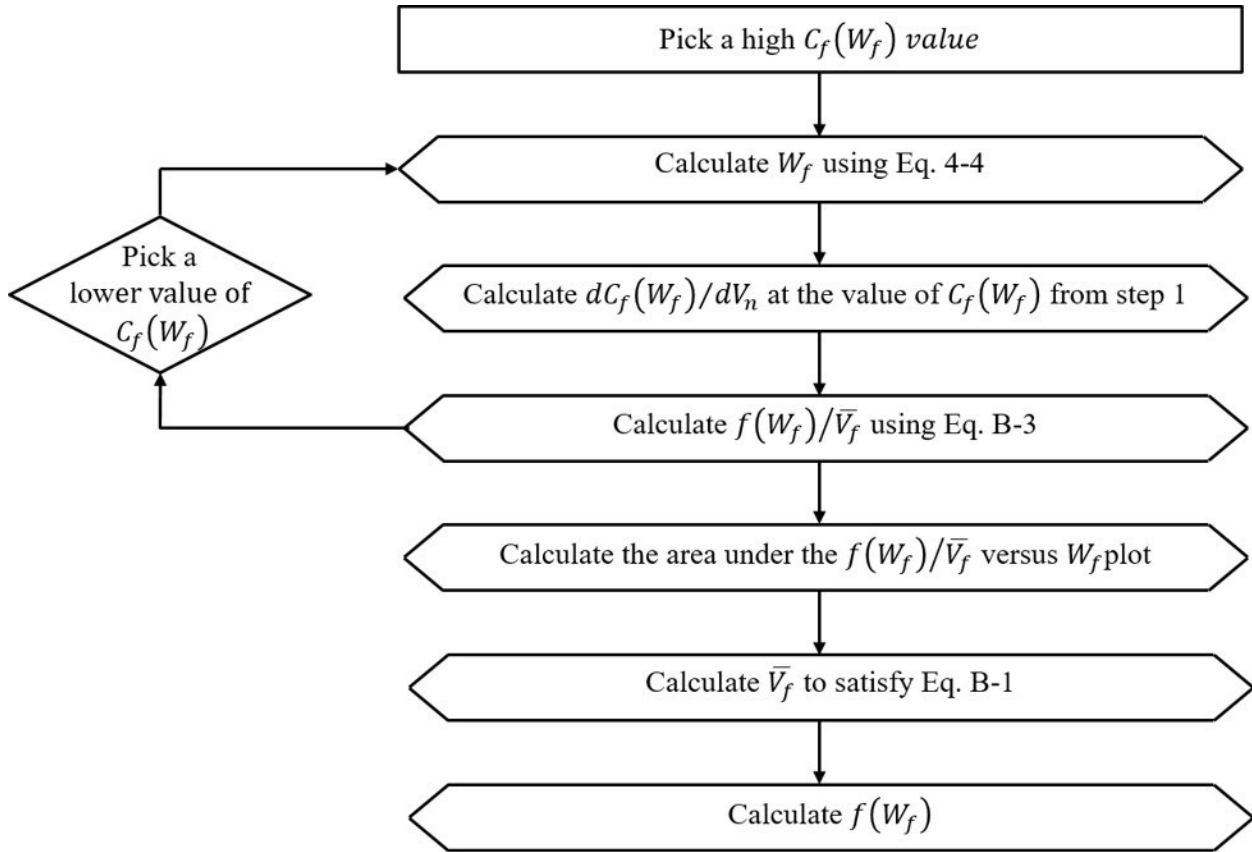 Pick a high C_f(W_f) value
Calculate W_f using Eq. 4-4
Pick a
lower value of
C_f(W_f)
Calculate dC_f(W_f)/dV_n at the value of C_f(W_f) from step 1
Calculate f(W_f)/V̅_f using Eq. B-3
Calculate the area under the f(W_f)/V̅_f versus W_f plot
Calculate V̅_f to satisfy Eq. B-1
Calculate f(W_f)